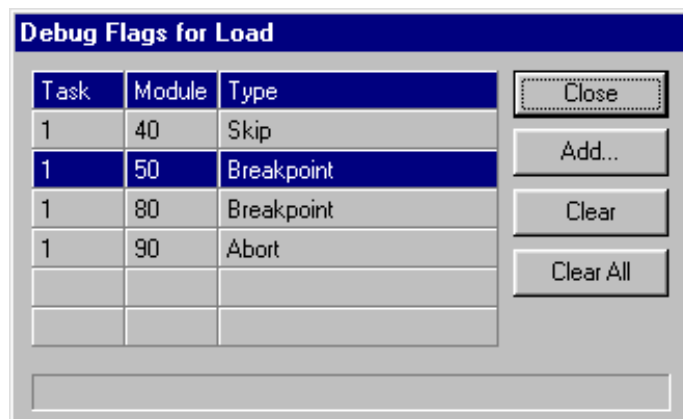 Debug Flags for Load
Task Module Type
1 40 Skip
1 50 Breakpoint
1 80 Breakpoint
1 90 Abort
Close
Add...
Clear
Clear All